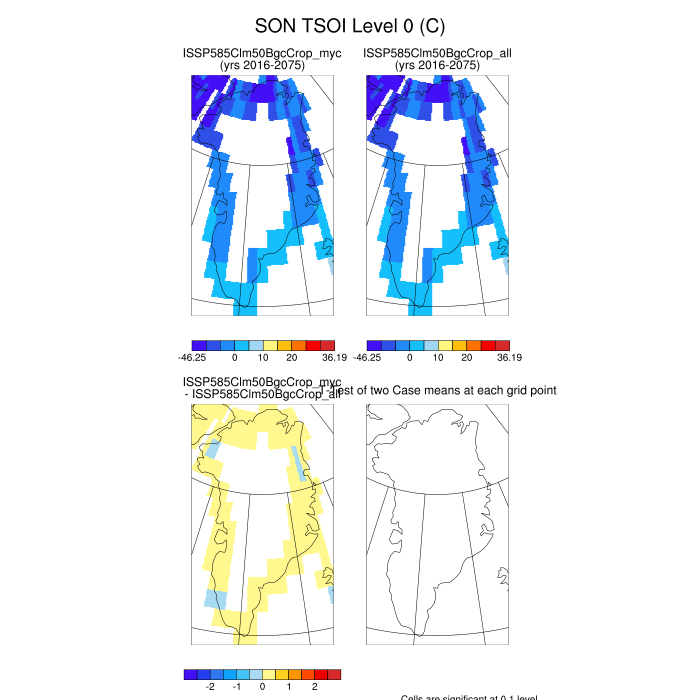 SON TSOI Level 0 (C)
ISSP585Clm50BgcCrop_myc
(yrs 2016-2075)
ISSP585Clm50BgcCrop_all
(yrs 2016-2075)
-46.25 0 10 20 36.19
-46.25 0 10 20 36.19
ISSP585Clm50BgcCrop_myc
- ISSP585Clm50BgcCrop_all
T-Test of two Case means at each grid point
-2 -1 0 1 2
Cells are significant at 0.1 level